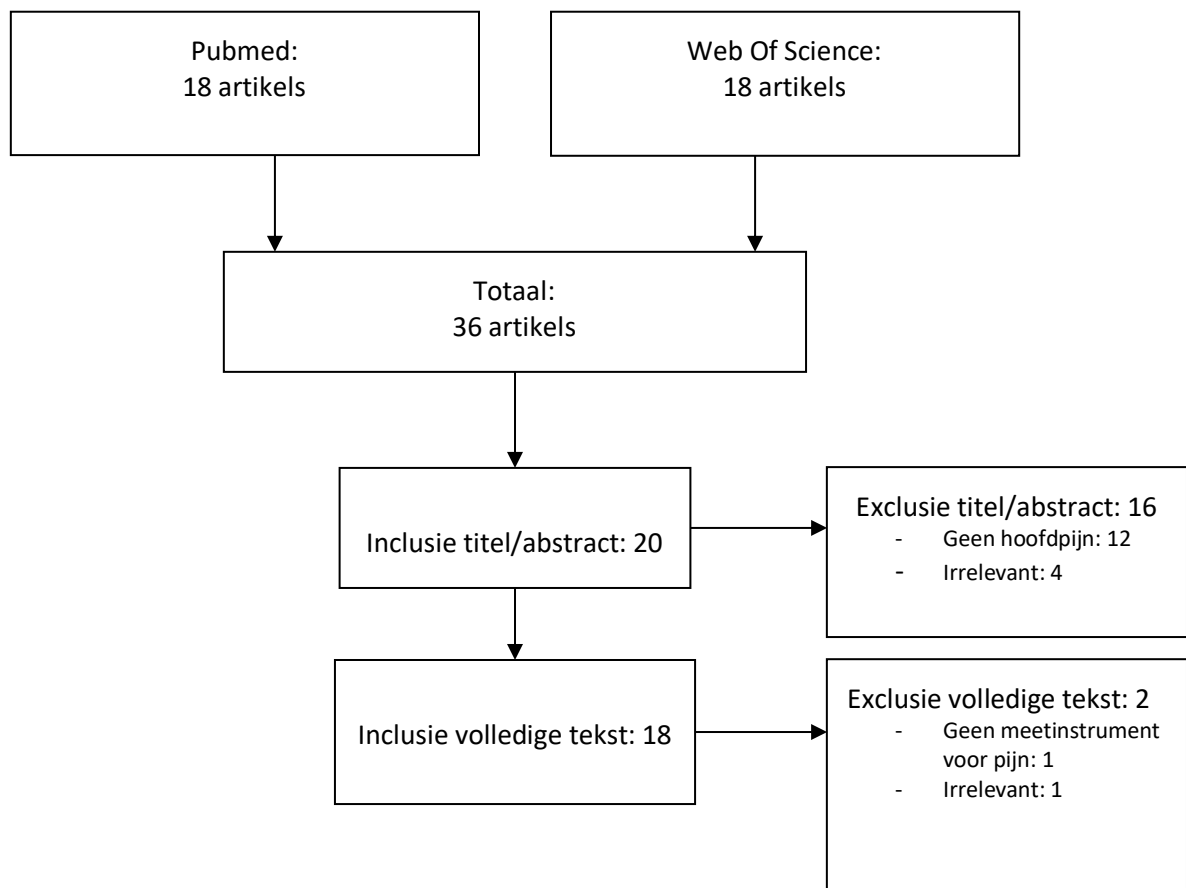 Pubmed:
18 artikels
Web Of Science:
18 artikels
Totaal:
36 artikels
Inclusie titel/abstract: 20
Exclusie titel/abstract: 16
- Geen hoofdpijn: 12
- Irrelevant: 4
Inclusie volledige tekst: 18
Exclusie volledige tekst: 2
- Geen meetinstrument
voor pijn: 1
- Irrelevant: 1